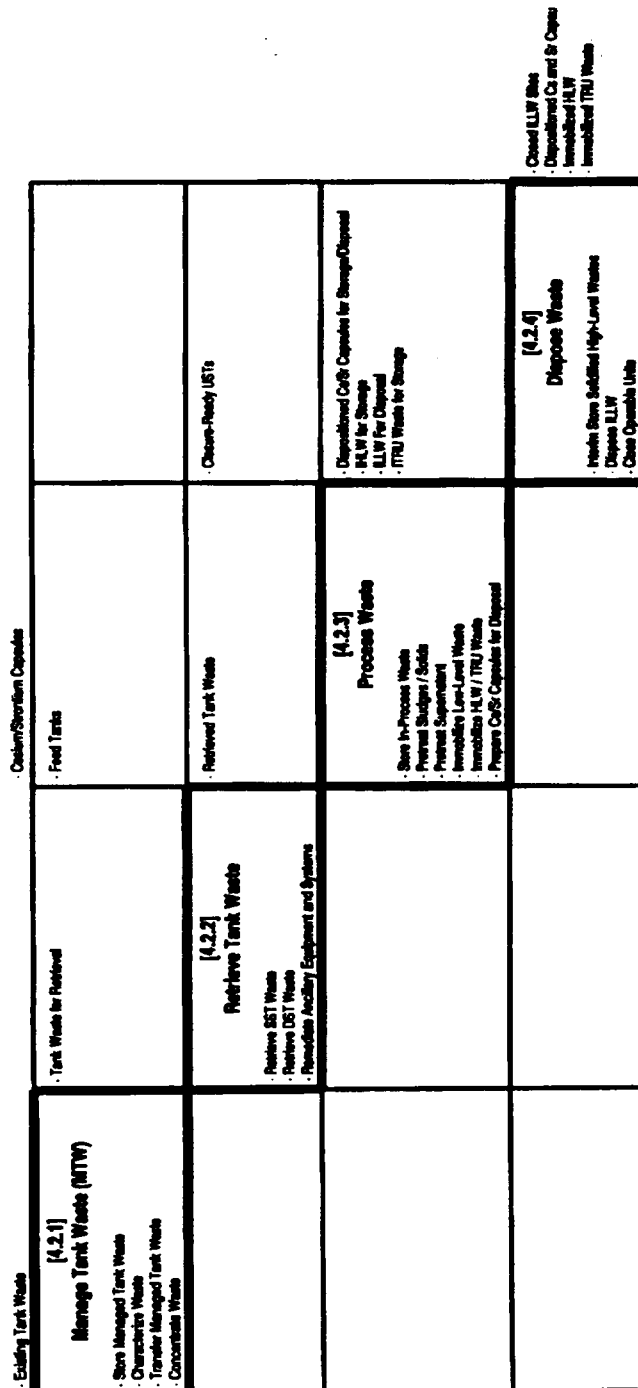 · Existing Tank Waste
· Cesium/Strontium Capsules
[4.2.1]
Manage Tank Waste (MTW)
· Store Managed Tank Waste
· Characterize Waste
· Transfer Managed Tank Waste
· Concentrate Waste
· Tank Waste for Retrieval
· Feed Tanks
[4.2.2]
Retrieve Tank Waste
· Retrieve SST Waste
· Retrieve DST Waste
· Remediate Ancillary Equipment and Systems
· Retrieved Tank Waste
· Closure-Ready USTs
[4.2.3]
Process Waste
· Store In-Process Waste
· Pretreat Sludges / Solids
· Pretreat Supernatant
· Immobilize Low-Level Waste
· Immobilize HLW / TRU Waste
· Prepare Cs/Sr Capsules for Disposal
· Dispositioned Cs/Sr Capsules for Storage/Disposal
· IHLW for Storage
· ILLW For Disposal
· ITRU Waste for Storage
[4.2.4]
Dispose Waste
· Interim Store Solidified High-Level Wastes
· Dispose ILLW
· Close Operable Units
· Closed ILLW Sites
· Dispositioned Cs and Sr Capsu
· Immobilized HLW
· Immobilized TRU Waste